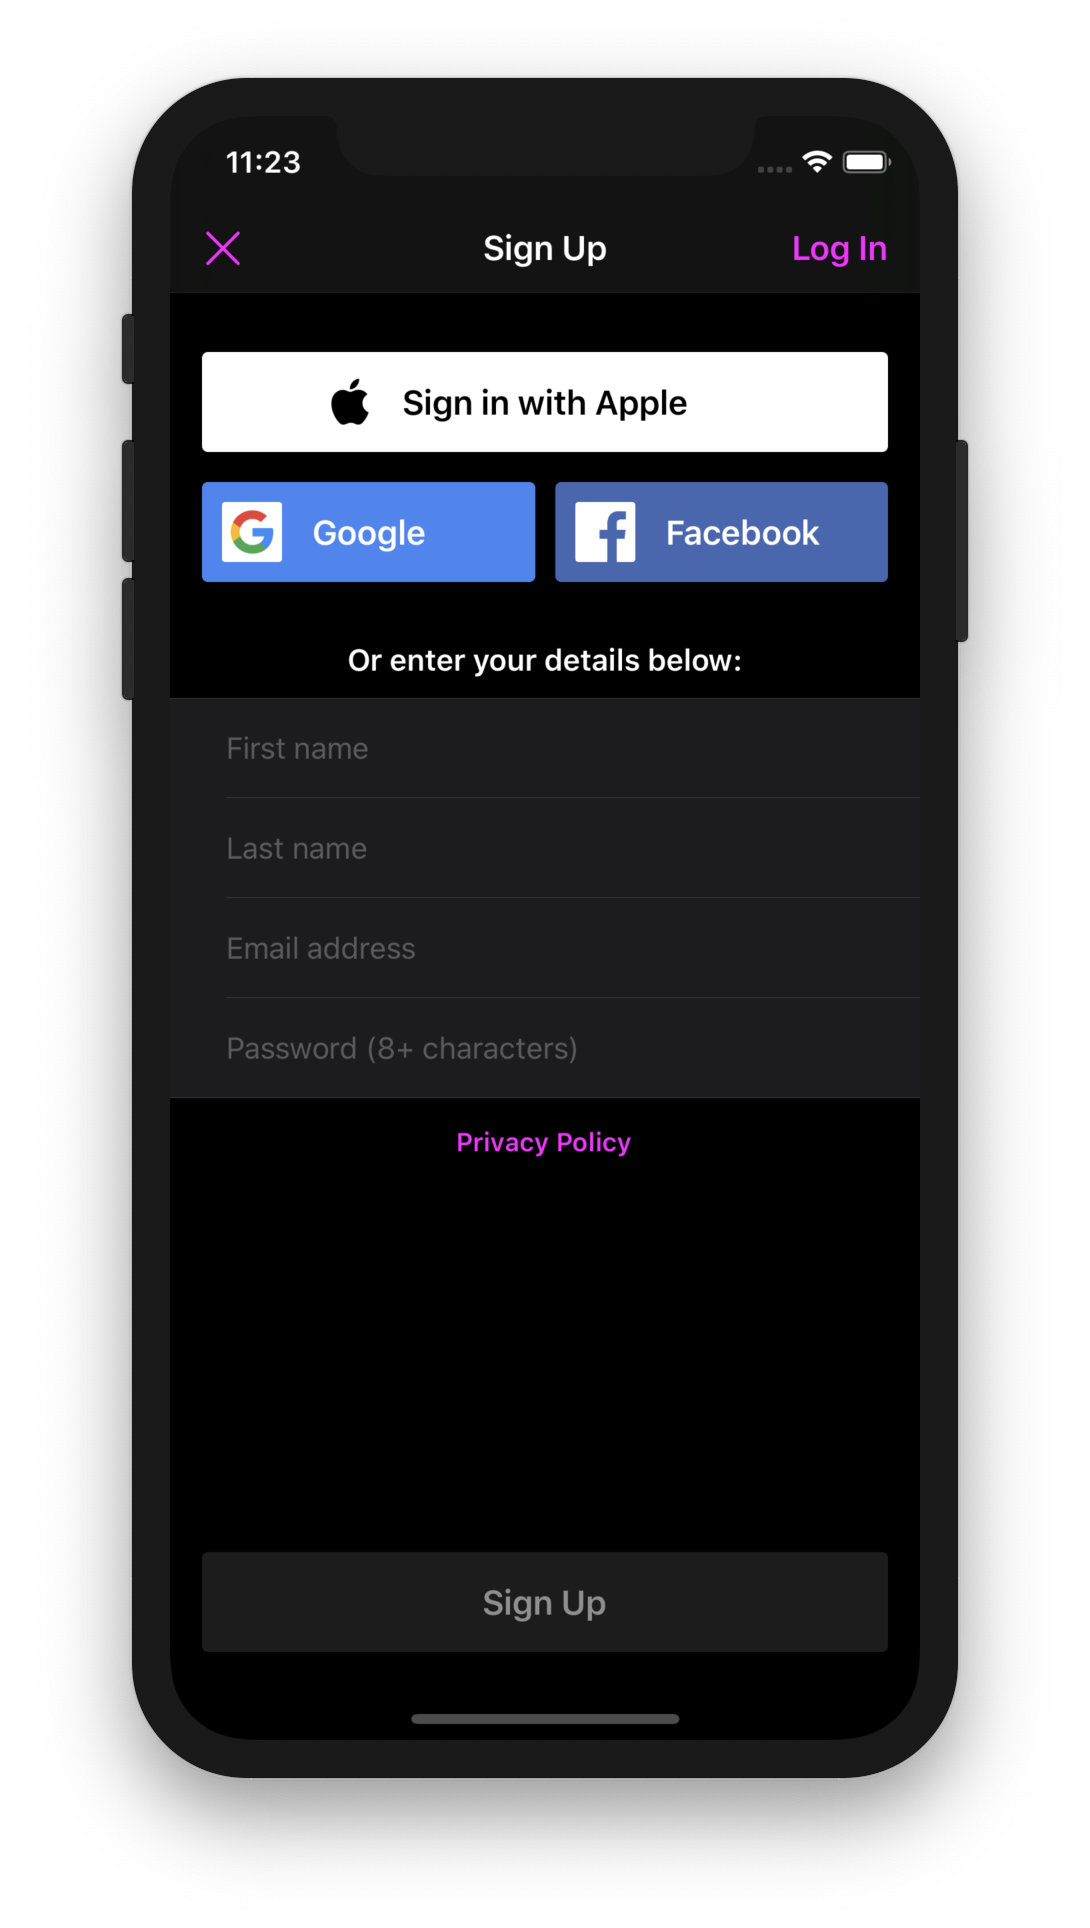 11:23
Sign Up
Log In
Sign in with Apple
Google
Facebook
Or enter your details below:
First name
Last name
Email address
Password (8+ characters)
Privacy Policy
Sign Up